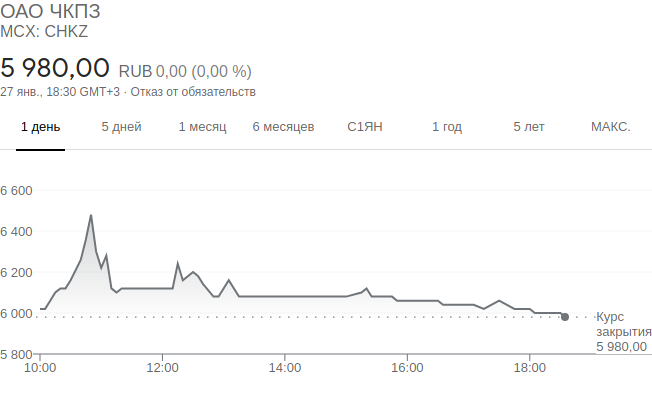 ОАО ЧКПЗ
MCX: CHKZ
5 980,00 RUB 0,00 (0,00 %)
27 янв., 18:30 GMT+3 · Отказ от обязательств
1 день 5 дней 1 месяц 6 месяцев С1ЯН 1 год 5 лет МАКС.
6 600
6 400
6 200
6 000
Курс
закрытия
5 980,00
5 800
10:00 12:00 14:00 16:00 18:00